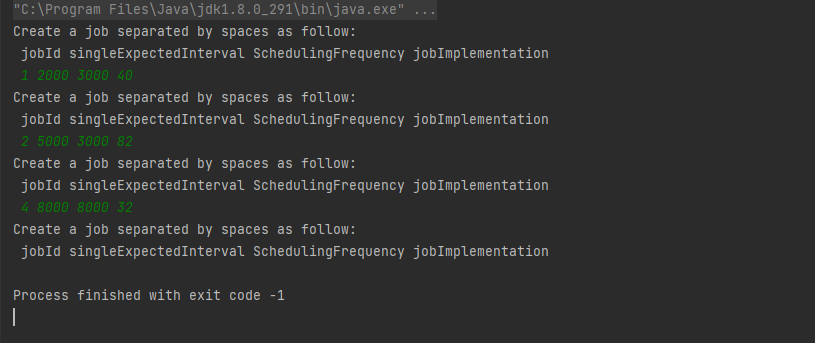 "C:\Program Files\Java\jdk1.8.0_291\bin\java.exe" ...
Create a job separated by spaces as follow:
jobId singleExpectedInterval SchedulingFrequency jobImplementation
1 2000 3000 40
Create a job separated by spaces as follow:
jobId singleExpectedInterval SchedulingFrequency jobImplementation
2 5000 3000 82
Create a job separated by spaces as follow:
jobId singleExpectedInterval SchedulingFrequency jobImplementation
4 8000 8000 32
Create a job separated by spaces as follow:
jobId singleExpectedInterval SchedulingFrequency jobImplementation
Process finished with exit code -1